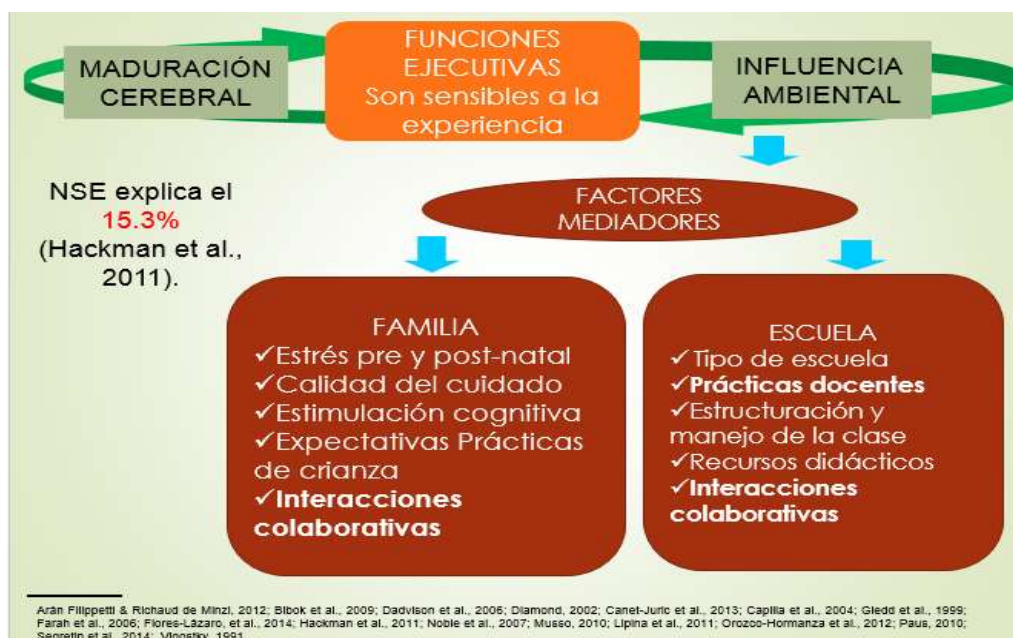 FUNCIONES
EJECUTIVAS
Son sensibles a la
experiencia
MADURACIÓN
CEREBRAL
INFLUENCIA
AMBIENTAL
NSE explica el
15.3%
(Hackman et al.,
2011).
FACTORES
MEDIADORES
FAMILIA
✓Estrés pre y post-natal
✓Calidad del cuidado
✓Estimulación cognitiva
✓Expectativas Prácticas
de crianza
✓Interacciones
colaborativas
ESCUELA
✓Tipo de escuela
✓Prácticas docentes
✓Estructuración y
manejo de la clase
✓Recursos didácticos
✓Interacciones
colaborativas
Arán Filippetti & Richaud de Minzi, 2012; Bibok et al., 2009; Dadvison et al., 2006; Diamond, 2002; Canet-Juric et al., 2013; Capilla et al., 2004; Giedd et al., 1999;
Farah et al., 2006; Flores-Lázaro, et al., 2014; Hackman et al., 2011; Noble et al., 2007; Musso, 2010; Lipina et al., 2011; Orozco-Hormanza et al., 2012; Paus, 2010;
Segretin et al., 2014; 1991